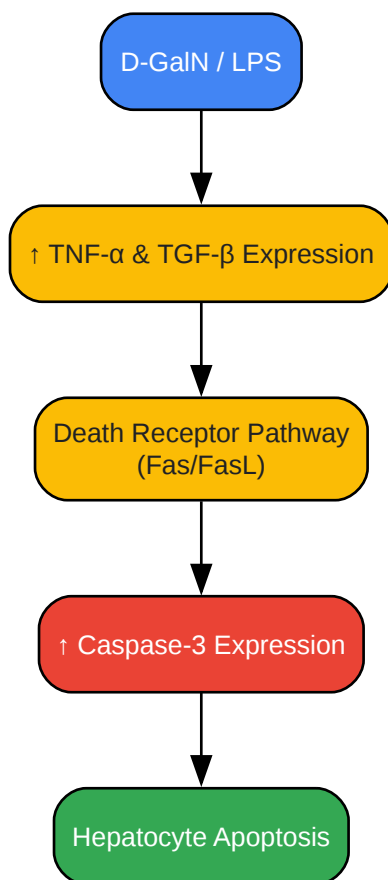 D-GalN / LPS
↑ TNF-α & TGF-β Expression
Death Receptor Pathway
(Fas/FasL)
↑ Caspase-3 Expression
Hepatocyte Apoptosis